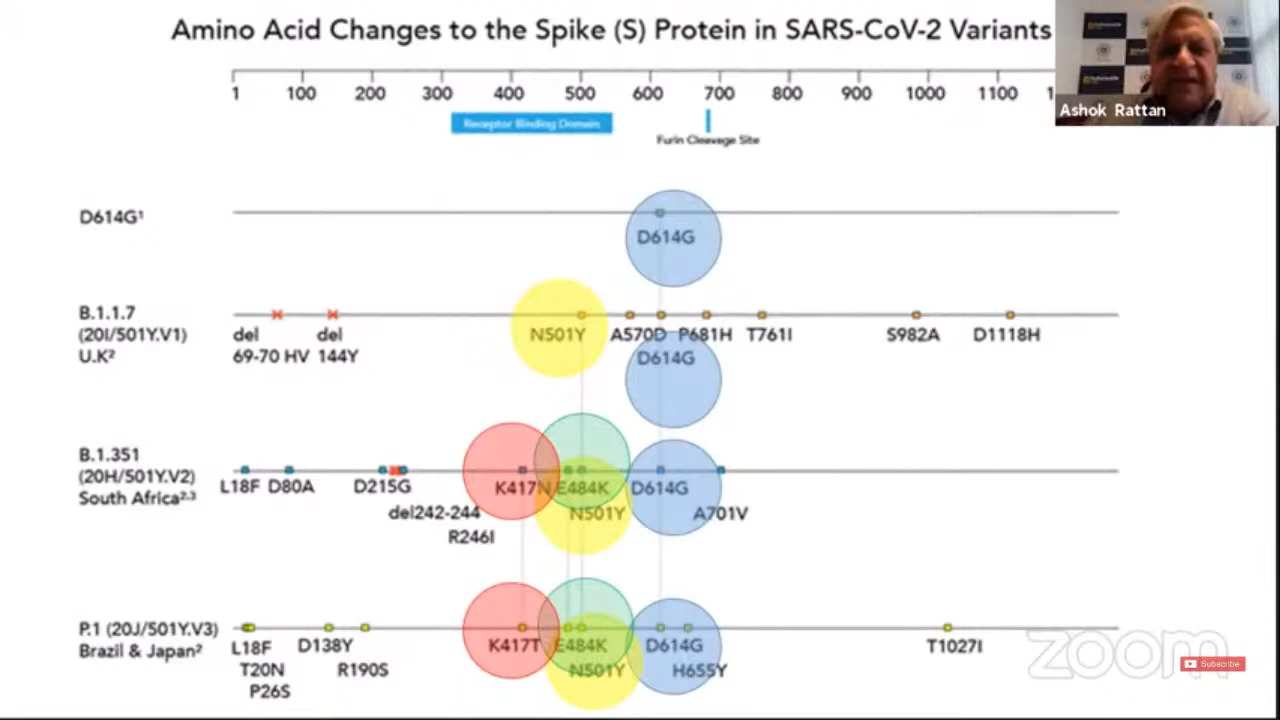 Amino Acid Changes to the Spike (S) Protein in SARS-CoV-2 Variants
Ashok Rattan
1 100 200 300 400 500 600 700 800 900 1000 1100
Receptor Binding Domain
Furin Cleavage Site
D614G¹
D614G
B.1.1.7
(20I/501Y.V1)
U.K²
del
69-70 HV
del
144Y
N501Y
A570D
P681H
T761I
S982A
D1118H
D614G
B.1.351
(20H/501Y.V2)
South Africa²·³
L18F
D80A
D215G
K417N
E484K
D614G
del242-244
N501Y
A701V
R246I
P.1 (20J/501Y.V3)
Brazil & Japan²
L18F
D138Y
K417T
E484K
D614G
T1027I
T20N
R190S
N501Y
H655Y
P26S
zoom
Subscribe